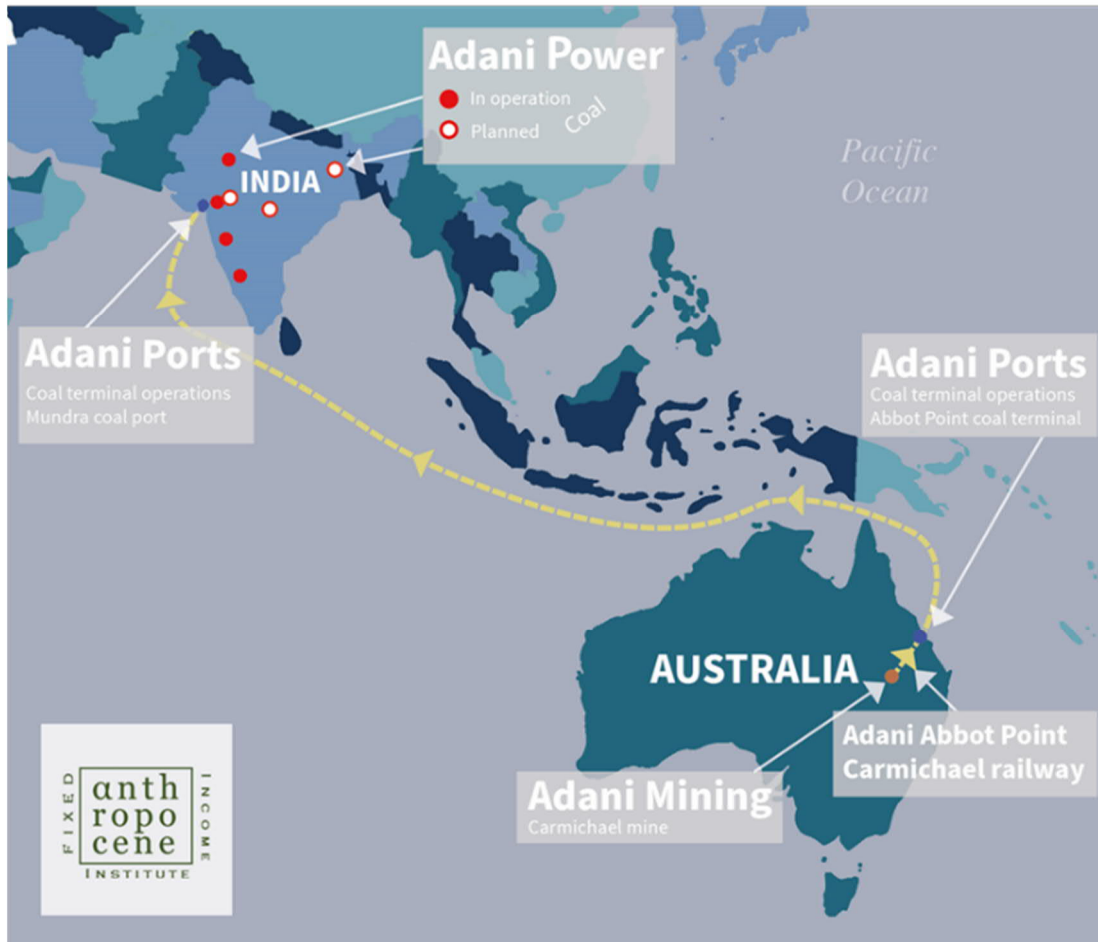 Adani Power
In operation
Planned
Coal
Pacific
Ocean
INDIA
Adani Ports
Coal terminal operations
Mundra coal port
Adani Ports
Coal terminal operations
Abbot Point coal terminal
AUSTRALIA
Adani Abbot Point
Carmichael railway
Adani Mining
Carmichael mine
FIXED
anth
ropo
cene
INCOME
INSTITUTE